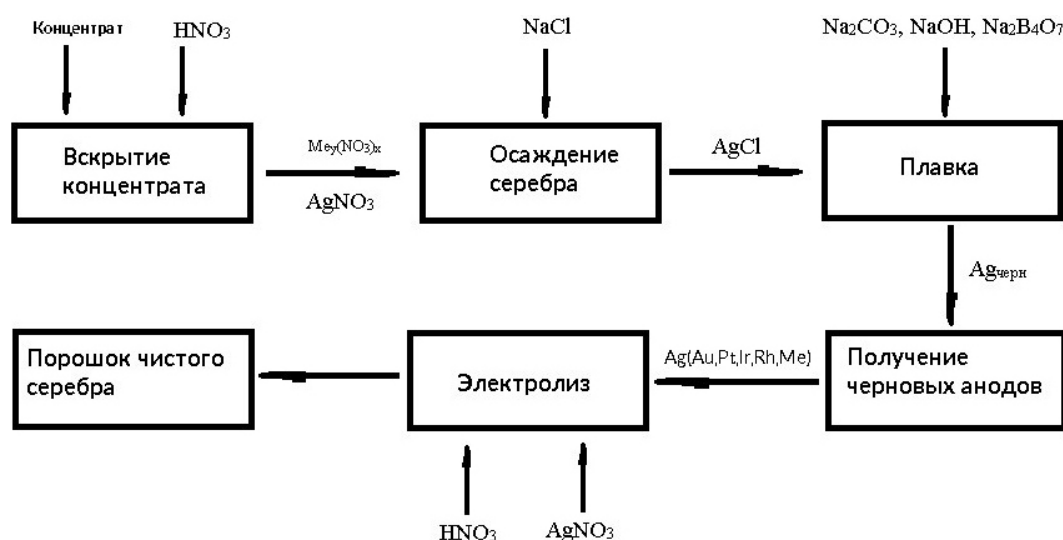 Концентрат
HNO₃
NaCl
Na₂CO₃, NaOH, Na₂B₄O₇
Вскрытие
концентрата
Meᵧ(NO₃)ₓ
AgNO₃
Осаждение
серебра
AgCl
Плавка
Agчерн
Порошок чистого
серебра
Электролиз
Ag(Au,Pt,Ir,Rh,Me)
Получение
черновых анодов
HNO₃
AgNO₃